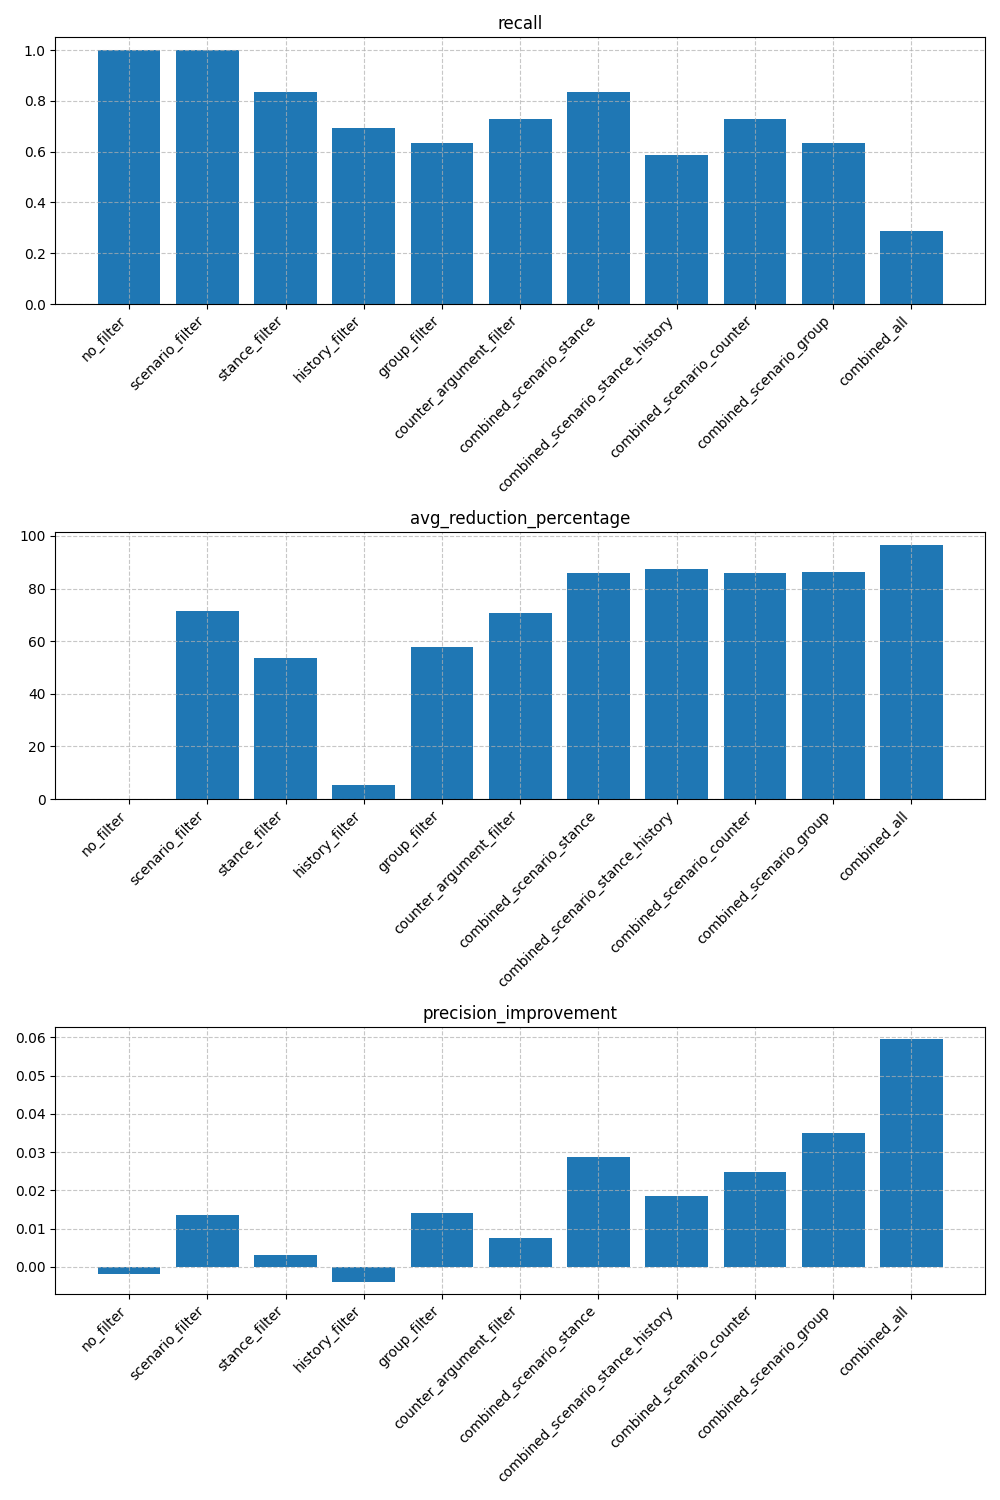 recall
1.0
0.8
0.6
0.4
0.2
0.0
no_filter
scenario_filter
stance_filter
history_filter
group_filter
counter_argument_filter
combined_scenario_stance
combined_scenario_stance_history
combined_scenario_counter
combined_scenario_group
combined_all
avg_reduction_percentage
100
80
60
40
20
0
no_filter
scenario_filter
stance_filter
history_filter
group_filter
counter_argument_filter
combined_scenario_stance
combined_scenario_stance_history
combined_scenario_counter
combined_scenario_group
combined_all
precision_improvement
0.06
0.05
0.04
0.03
0.02
0.01
0.00
no_filter
scenario_filter
stance_filter
history_filter
group_filter
counter_argument_filter
combined_scenario_stance
combined_scenario_stance_history
combined_scenario_counter
combined_scenario_group
combined_all